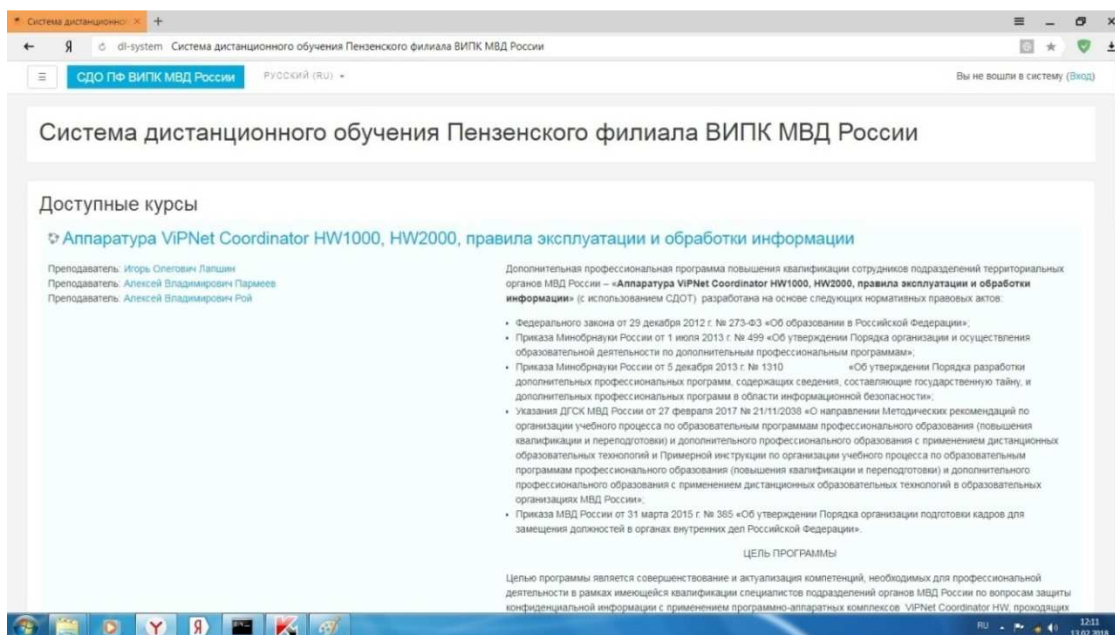 Система дистанционно
dl-system Система дистанционного обучения Пензенского филиала ВИПК МВД России
СДО ПФ ВИПК МВД России РУССКИЙ (RU) Вы не вошли в систему (Вход)
Система дистанционного обучения Пензенского филиала ВИПК МВД России
Доступные курсы
Аппаратура ViPNet Coordinator HW1000, HW2000, правила эксплуатации и обработки информации
Преподаватель: Игорь Олегович Лапшин
Преподаватель: Алексей Владимирович Пармеев
Преподаватель: Алексей Владимирович Рой
Дополнительная профессиональная программа повышения квалификации сотрудников подразделений территориальных
органов МВД России – «Аппаратура ViPNet Coordinator HW1000, HW2000, правила эксплуатации и обработки
информации» (с использованием СДОТ) разработана на основе следующих нормативных правовых актов:
• Федерального закона от 29 декабря 2012 г. № 273-ФЗ «Об образовании в Российской Федерации»;
• Приказа Минобрнауки России от 1 июля 2013 г. № 499 «Об утверждении Порядка организации и осуществления
образовательной деятельности по дополнительным профессиональным программам»;
• Приказа Минобрнауки России от 5 декабря 2013 г. № 1310 «Об утверждении Порядка разработки
дополнительных профессиональных программ, содержащих сведения, составляющие государственную тайну, и
дополнительных профессиональных программ в области информационной безопасности»;
• Указания ДГСК МВД России от 27 февраля 2017 № 21/11/2038 «О направлении Методических рекомендаций по
организации учебного процесса по образовательным программам профессионального образования (повышения
квалификации и переподготовки) и дополнительного профессионального образования с применением дистанционных
образовательных технологий и Примерной инструкции по организации учебного процесса по образовательным
программам профессионального образования (повышения квалификации и переподготовки) и дополнительного
профессионального образования с применением дистанционных образовательных технологий в образовательных
организациях МВД России»;
• Приказа МВД России от 31 марта 2015 г. № 385 «Об утверждении Порядка организации подготовки кадров для
замещения должностей в органах внутренних дел Российской Федерации».
ЦЕЛЬ ПРОГРАММЫ
Целью программы является совершенствование и актуализация компетенций, необходимых для профессиональной
деятельности в рамках имеющейся квалификации специалистов подразделений органов МВД России по вопросам защиты
конфиденциальной информации с применением программно-аппаратных комплексов ViPNet Coordinator HW, проходящих
RU 12:11